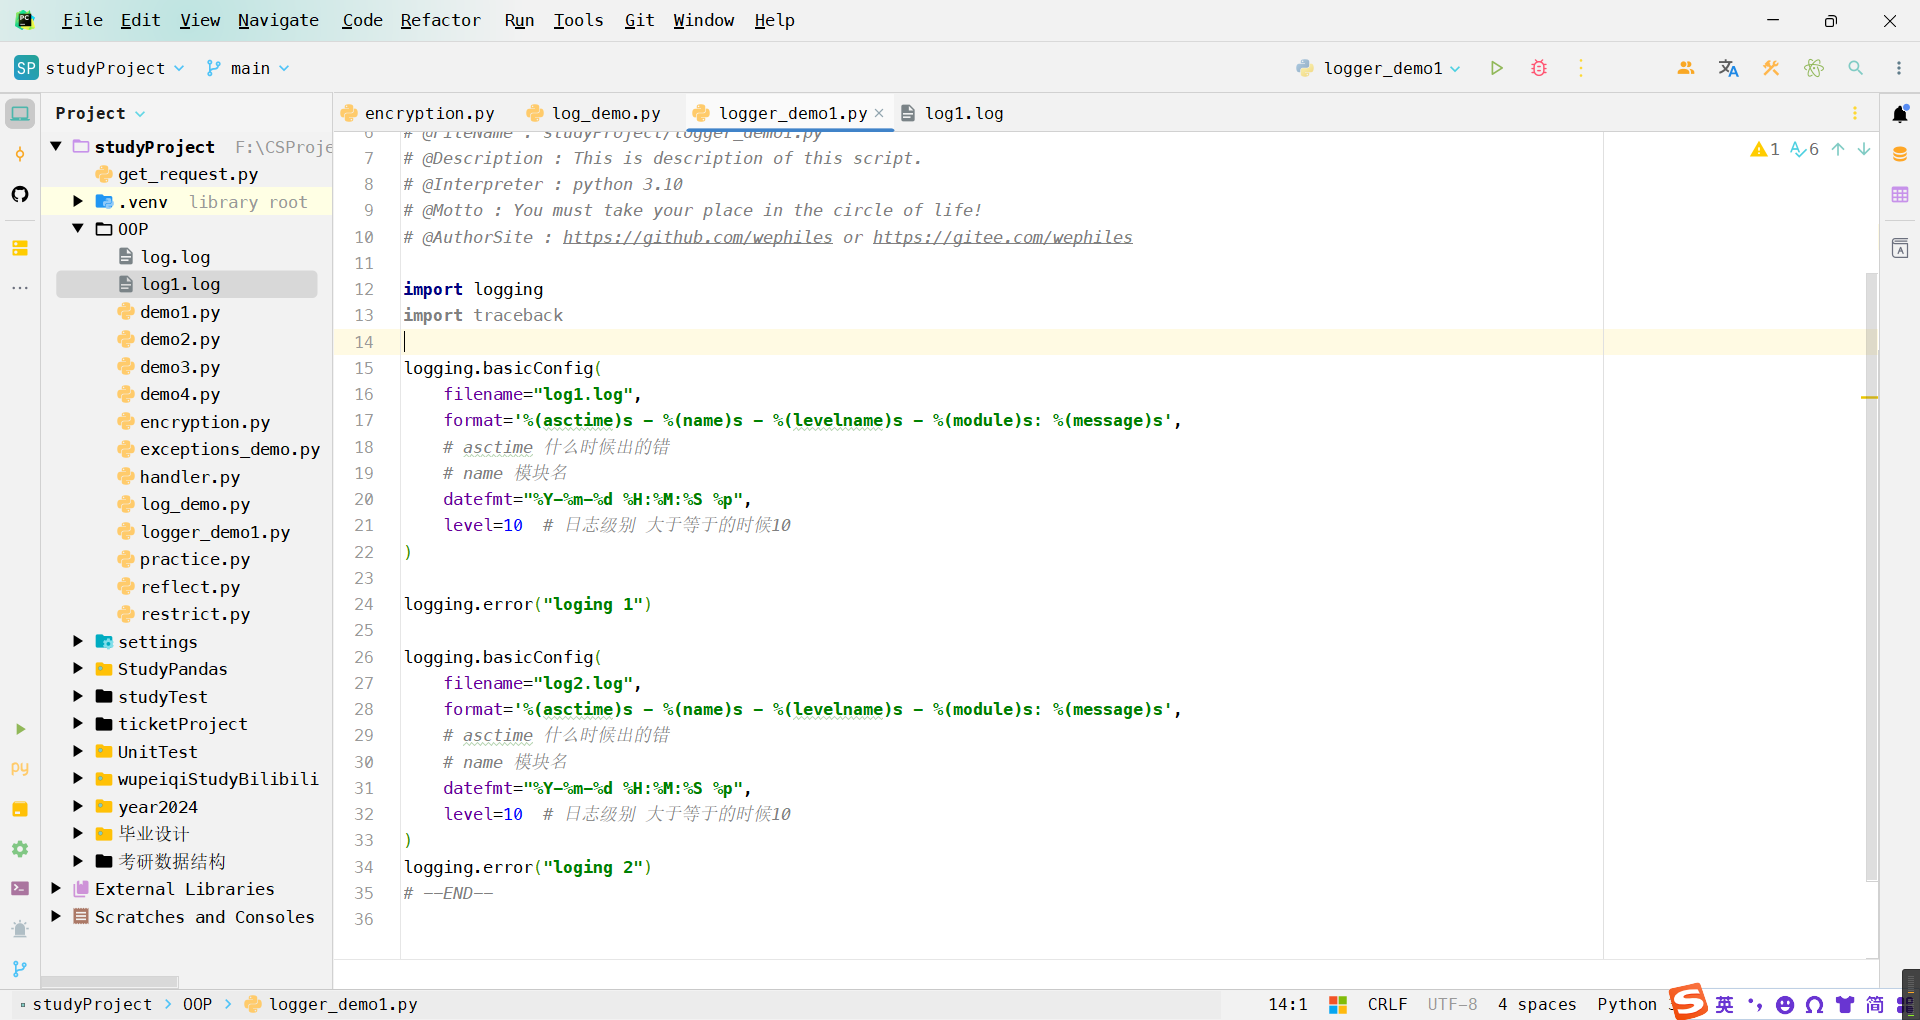 File Edit View Navigate Code Refactor Run Tools Git Window Help
SP studyProject main logger_demo1
Project
encryption.py log_demo.py logger_demo1.py log1.log
studyProject F:\CSProje
get_request.py
.venv library root
OOP
log.log
log1.log
demo1.py
demo2.py
demo3.py
demo4.py
encryption.py
exceptions_demo.py
handler.py
log_demo.py
logger_demo1.py
practice.py
reflect.py
restrict.py
settings
StudyPandas
studyTest
ticketProject
UnitTest
wupeiqiStudyBilibili
year2024
毕业设计
考研数据结构
External Libraries
Scratches and Consoles
6 # @FileName : studyProject/logger_demo1.py
7 # @Description : This is description of this script.
8 # @Interpreter : python 3.10
9 # @Motto : You must take your place in the circle of life!
10 # @AuthorSite : https://github.com/wephiles or https://gitee.com/wephiles
11
12 import logging
13 import traceback
14
15 logging.basicConfig(
16 filename="log1.log",
17 format='%(asctime)s - %(name)s - %(levelname)s - %(module)s: %(message)s',
18 # asctime 什么时候出的错
19 # name 模块名
20 datefmt="%Y-%m-%d %H:%M:%S %p",
21 level=10 # 日志级别 大于等于的时候10
22 )
23
24 logging.error("loging 1")
25
26 logging.basicConfig(
27 filename="log2.log",
28 format='%(asctime)s - %(name)s - %(levelname)s - %(module)s: %(message)s',
29 # asctime 什么时候出的错
30 # name 模块名
31 datefmt="%Y-%m-%d %H:%M:%S %p",
32 level=10 # 日志级别 大于等于的时候10
33 )
34 logging.error("loging 2")
35 # --END--
36
1 6
py
studyProject OOP logger_demo1.py
14:1 CRLF UTF-8 4 spaces Python
英 简